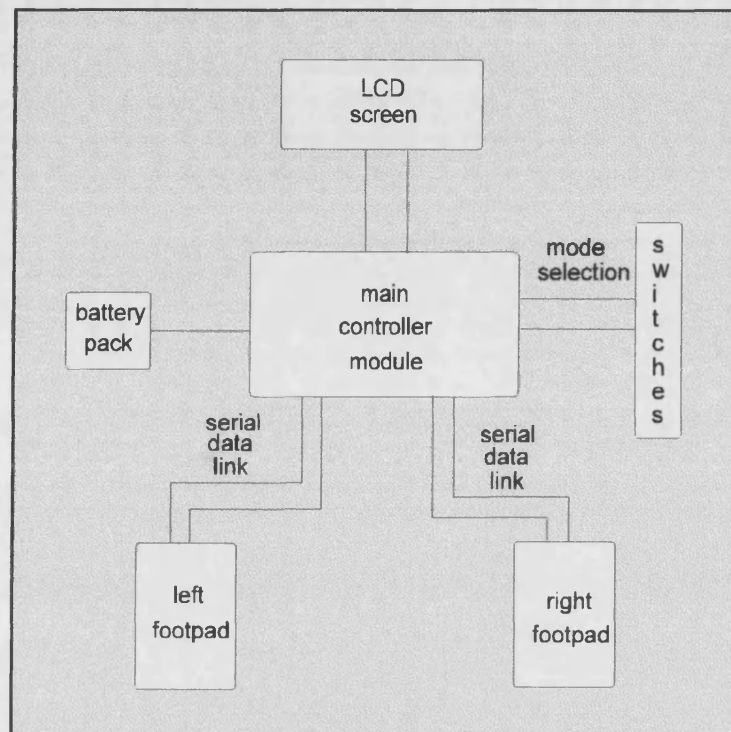 LCD
screen
mode
selection
s
w
i
t
c
h
e
s
main
controller
module
battery
pack
serial
data
link
serial
data
link
left
footpad
right
footpad